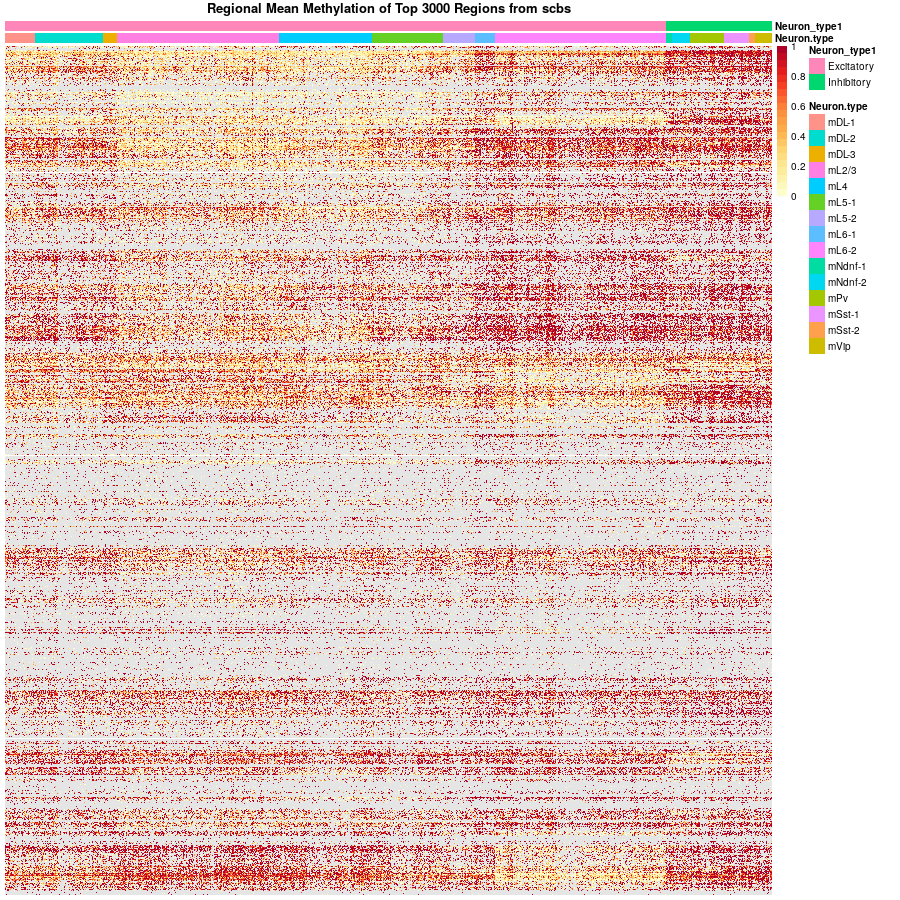 Regional Mean Methylation of Top 3000 Regions from scbs
Neuron_type1
Neuron.type
1
0.8
0.6
0.4
0.2
0
Neuron_type1
Excitatory
Inhibitory
Neuron.type
mDL-1
mDL-2
mDL-3
mL2/3
mL4
mL5-1
mL5-2
mL6-1
mL6-2
mNdnf-1
mNdnf-2
mPv
mSst-1
mSst-2
mVip